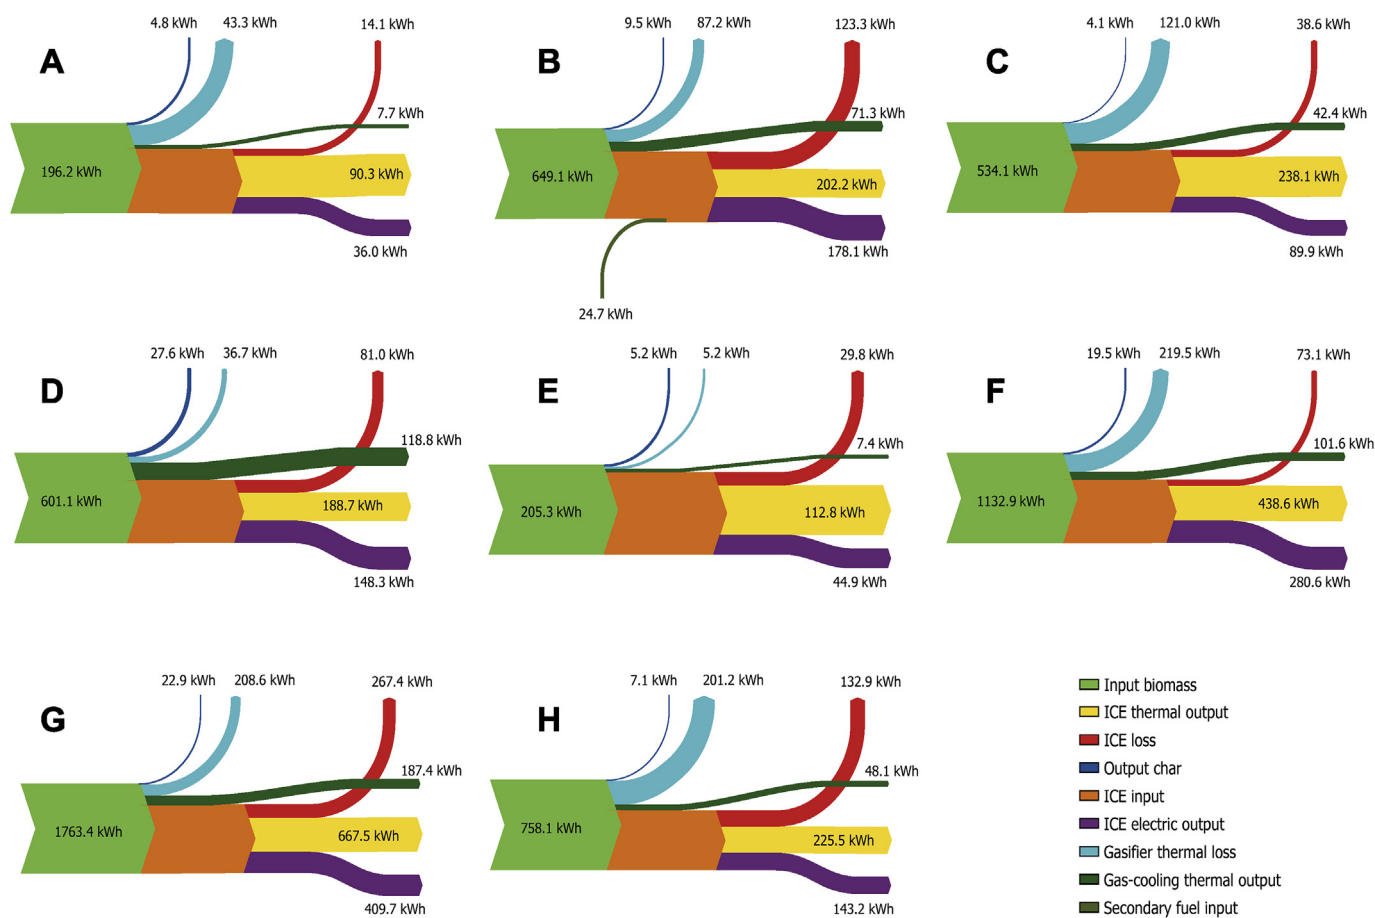 4.8 kWh
43.3 kWh
14.1 kWh
A
7.7 kWh
196.2 kWh
90.3 kWh
36.0 kWh
9.5 kWh
87.2 kWh
123.3 kWh
B
71.3 kWh
649.1 kWh
202.2 kWh
178.1 kWh
24.7 kWh
4.1 kWh
121.0 kWh
38.6 kWh
C
42.4 kWh
534.1 kWh
238.1 kWh
89.9 kWh
27.6 kWh
36.7 kWh
81.0 kWh
D
118.8 kWh
601.1 kWh
188.7 kWh
148.3 kWh
5.2 kWh
5.2 kWh
29.8 kWh
E
7.4 kWh
205.3 kWh
112.8 kWh
44.9 kWh
19.5 kWh
219.5 kWh
73.1 kWh
F
101.6 kWh
1132.9 kWh
438.6 kWh
280.6 kWh
22.9 kWh
208.6 kWh
267.4 kWh
G
187.4 kWh
1763.4 kWh
667.5 kWh
409.7 kWh
7.1 kWh
201.2 kWh
132.9 kWh
H
48.1 kWh
758.1 kWh
225.5 kWh
143.2 kWh
Input biomass
ICE thermal output
ICE loss
Output char
ICE input
ICE electric output
Gasifier thermal loss
Gas-cooling thermal output
Secondary fuel input